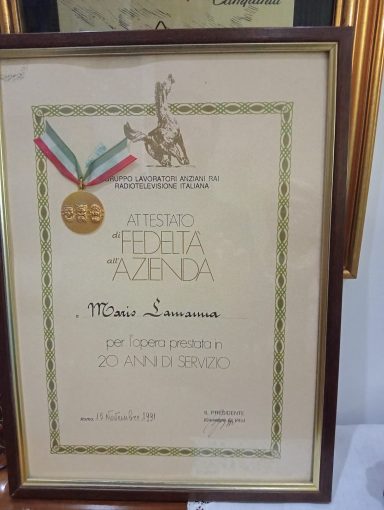 Campania
GRUPPO LAVORATORI ANZIANI RAI
RADIOTELEVISIONE ITALIANA
ATTESTATO
di FEDELTÀ
all'
AZIENDA
a Mario Lamanna
per l'opera prestata in
20 ANNI DI SERVIZIO
ROMA 15 Novembre 1991
IL PRESIDENTE